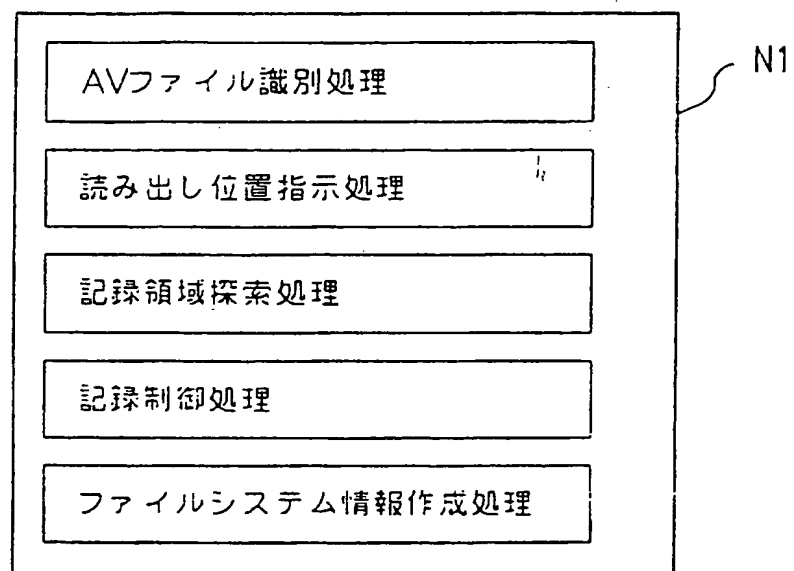 N1
AVファイル識別処理
読み出し位置指示処理
記録領域探索処理
記録制御処理
ファイルシステム情報作成処理